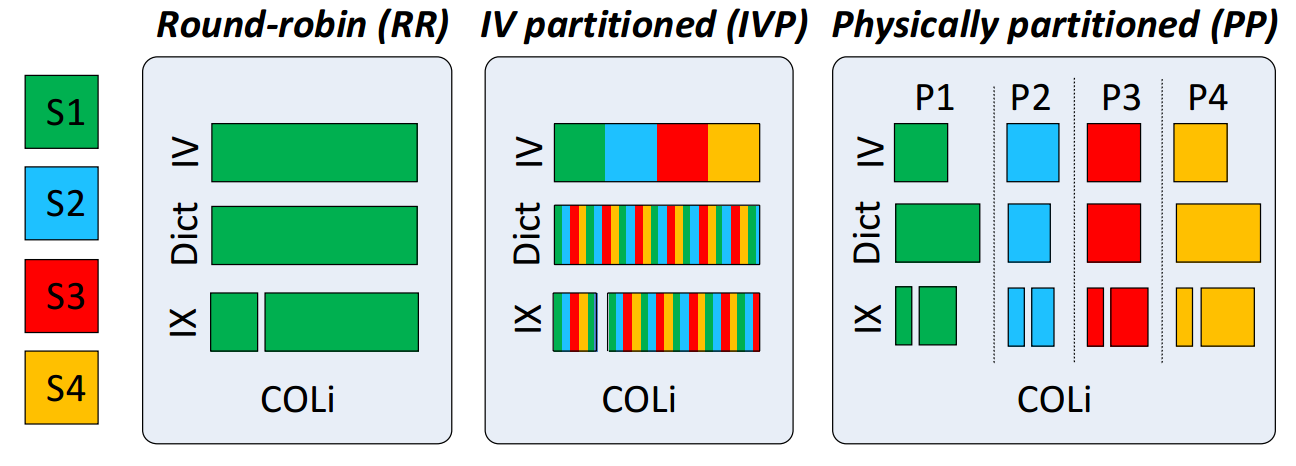 Round-robin (RR)
IV partitioned (IVP)
Physically partitioned (PP)
S1
S2
S3
S4
IV
Dict
IX
COLi
IV
Dict
IX
COLi
P1 P2 P3 P4
IV
Dict
IX
COLi